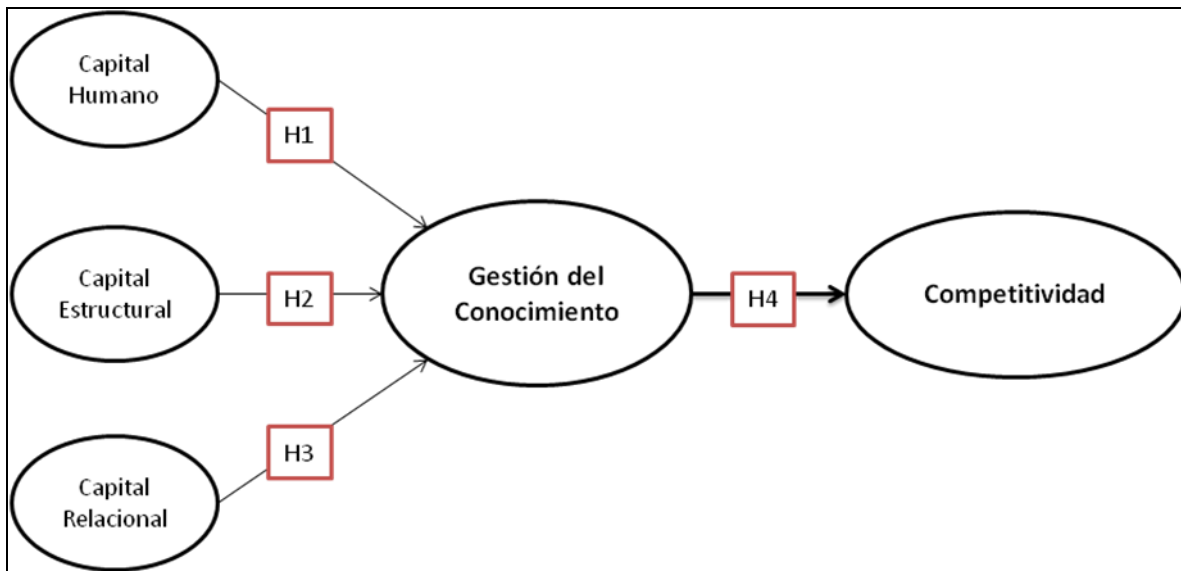 Capital
Humano
H1
Capital
Estructural
H2
Gestión del
Conocimiento
H4
Competitividad
H3
Capital
Relacional